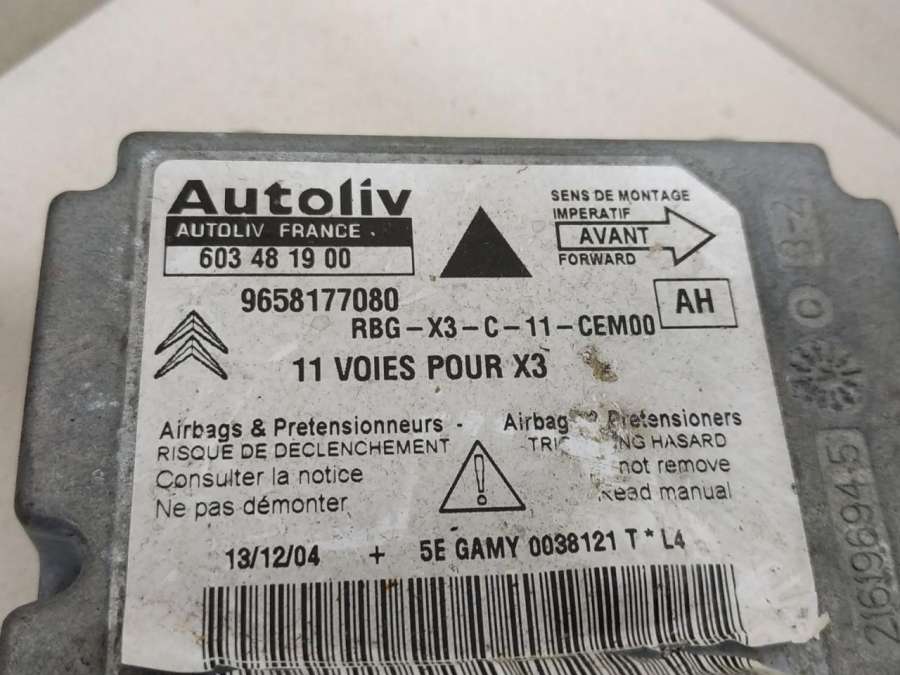 Autoliv
AUTOLIV FRANCE .
603 48 19 00
SENS DE MONTAGE
IMPERATIF
AVANT
FORWARD
9658177080
AH
RBG-X3-C-11-CEM00
11 VOIES POUR X3
Airbags & Pretensionneurs -
RISQUE DE DECLENCHEMENT
Consulter la notice
Ne pas démonter
Airbag & Pretensioners
HASARD
not remove
Read manual
13/12/04 + 5E GAMY 0038121 T * L4
216196945